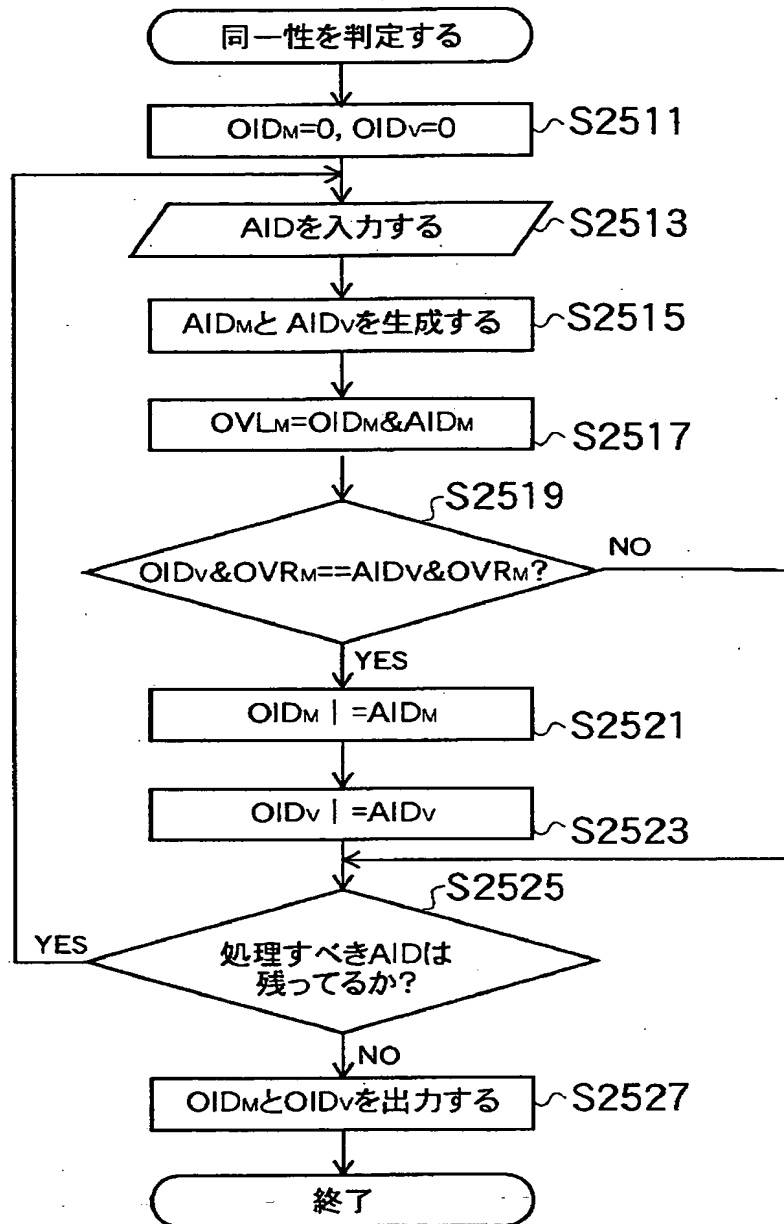 同一性を判定する
OIDM=0, OIDV=0
S2511
AIDを入力する
S2513
AIDMと AIDVを生成する
S2515
OVLM=OIDM&AIDM
S2517
S2519
OIDV&OVRM==AIDV&OVRM?
NO
YES
OIDM | =AIDM
S2521
OIDV | =AIDV
S2523
S2525
YES
処理すべきAIDは
残ってるか?
NO
OIDMとOIDVを出力する
S2527
終了